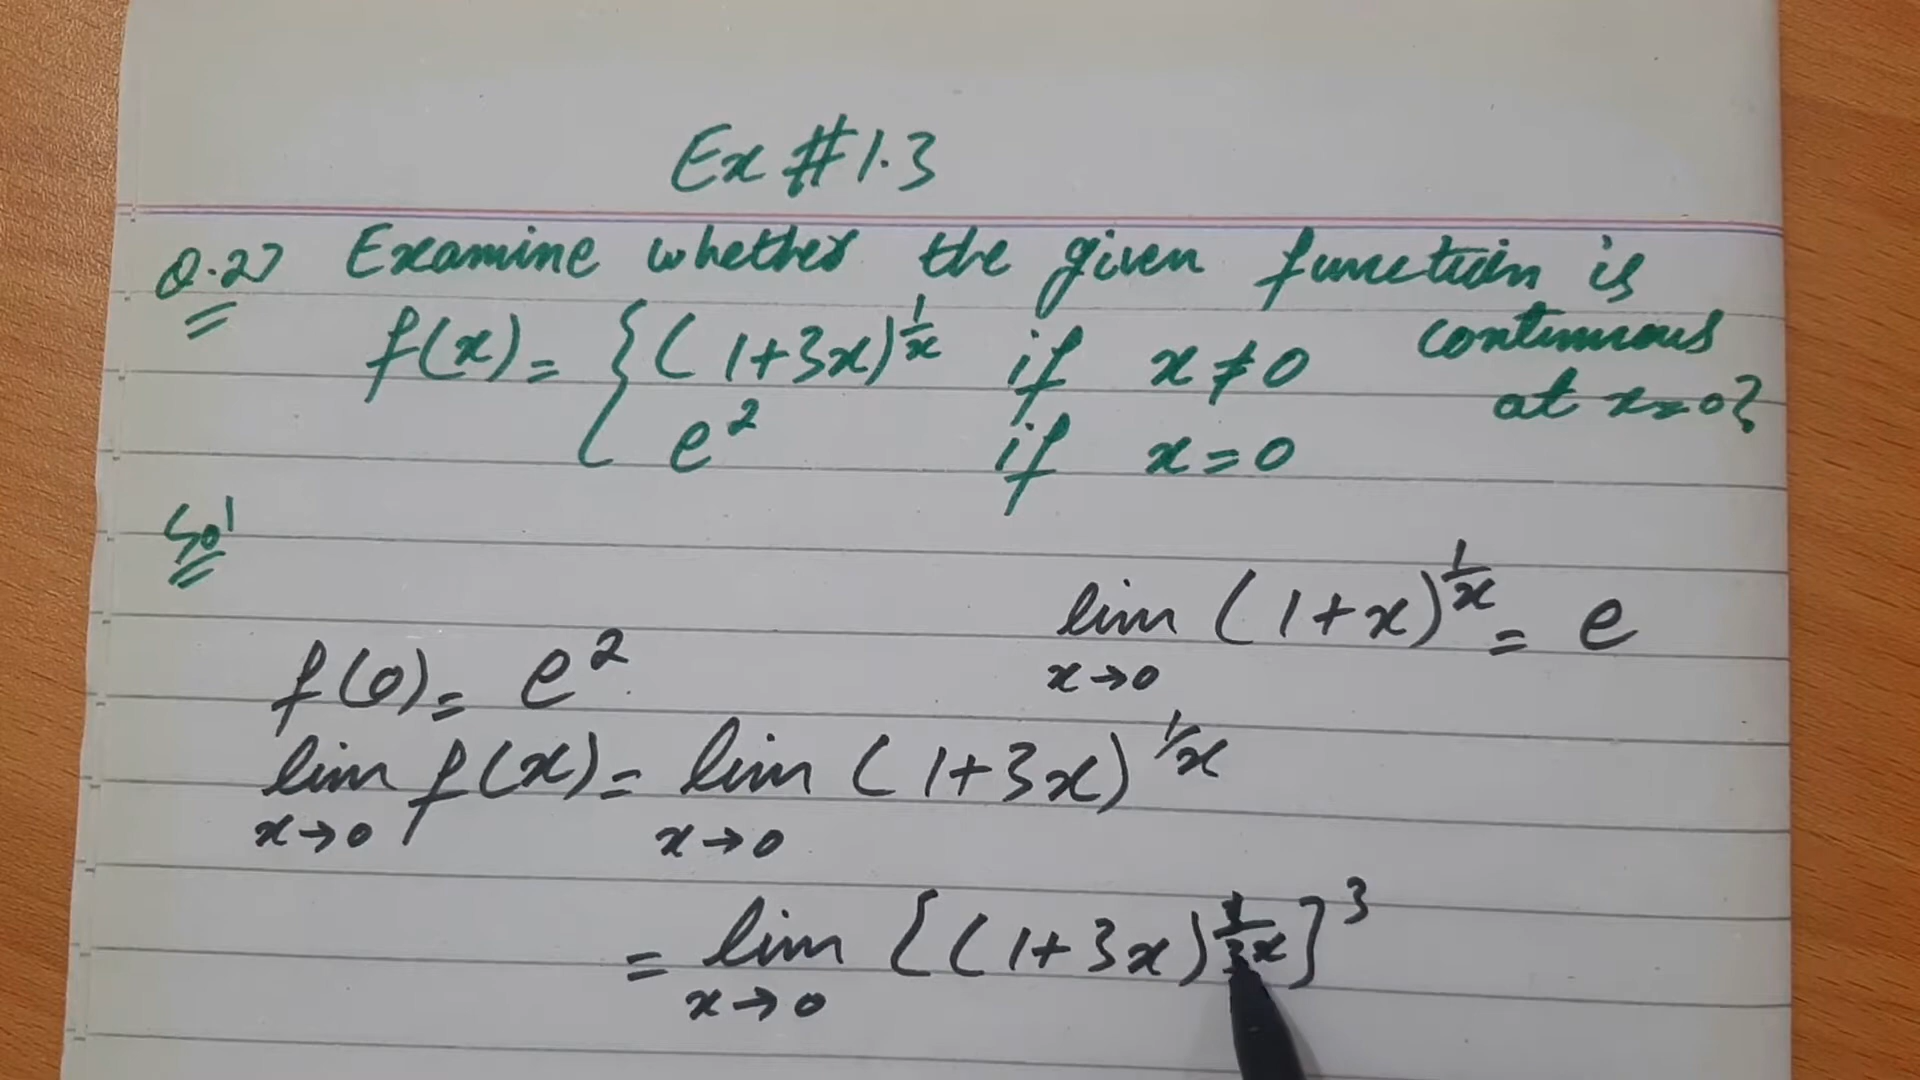 Ex # 1.3
Q.27 Examine whether the given function is
continuous
f(x) = { (1+3x)^{1/x} if x ≠ 0
at x=0?
e^2 if x = 0
Sol
lim (1+x)^{1/x} = e
x→0
f(0) = e^2
lim f(x) = lim (1+3x)^{1/x}
x→0 x→0
= lim [(1+3x)^{1/3x}]^3
x→0